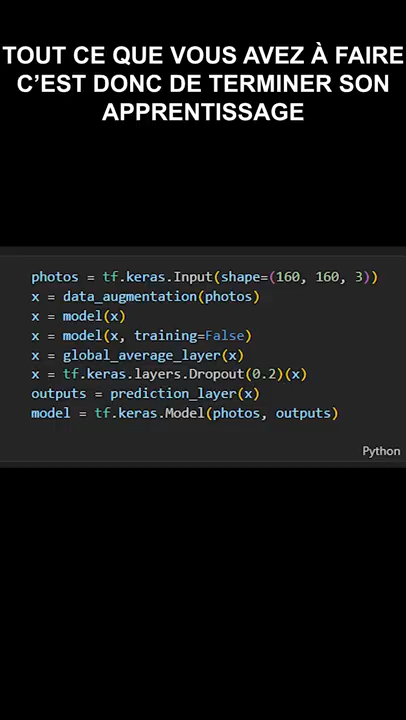 TOUT CE QUE VOUS AVEZ À FAIRE
C’EST DONC DE TERMINER SON
APPRENTISSAGE
photos = tf.keras.Input(shape=(160, 160, 3))
x = data_augmentation(photos)
x = model(x)
x = model(x, training=False)
x = global_average_layer(x)
x = tf.keras.layers.Dropout(0.2)(x)
outputs = prediction_layer(x)
model = tf.keras.Model(photos, outputs)
Python